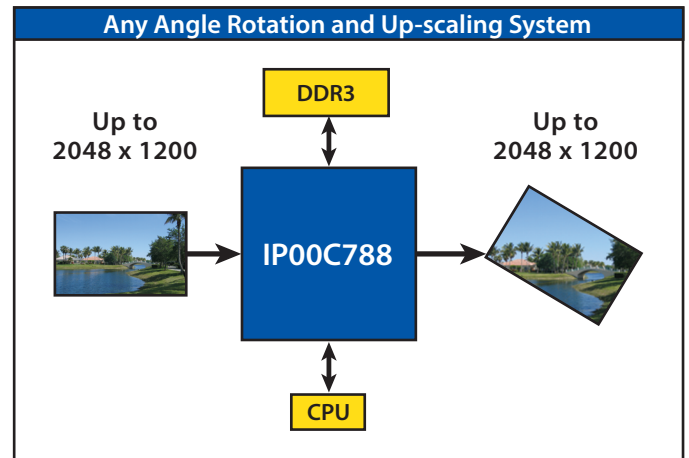 Any Angle Rotation and Up-scaling System
DDR3
Up to
2048 x 1200
Up to
2048 x 1200
IP00C788
CPU